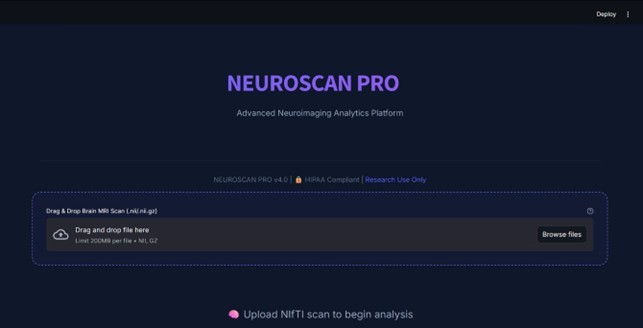 Deploy
NEUROSCAN PRO
Advanced Neuroimaging Analytics Platform
NEUROSCAN PRO v4.0 | 🔒 HIPAA Compliant | Research Use Only
Drag & Drop Brain MRI Scan (.nii/.nii.gz)
Drag and drop file here
Limit 200MB per file • NII, GZ
Browse files
🧠 Upload NIfTI scan to begin analysis